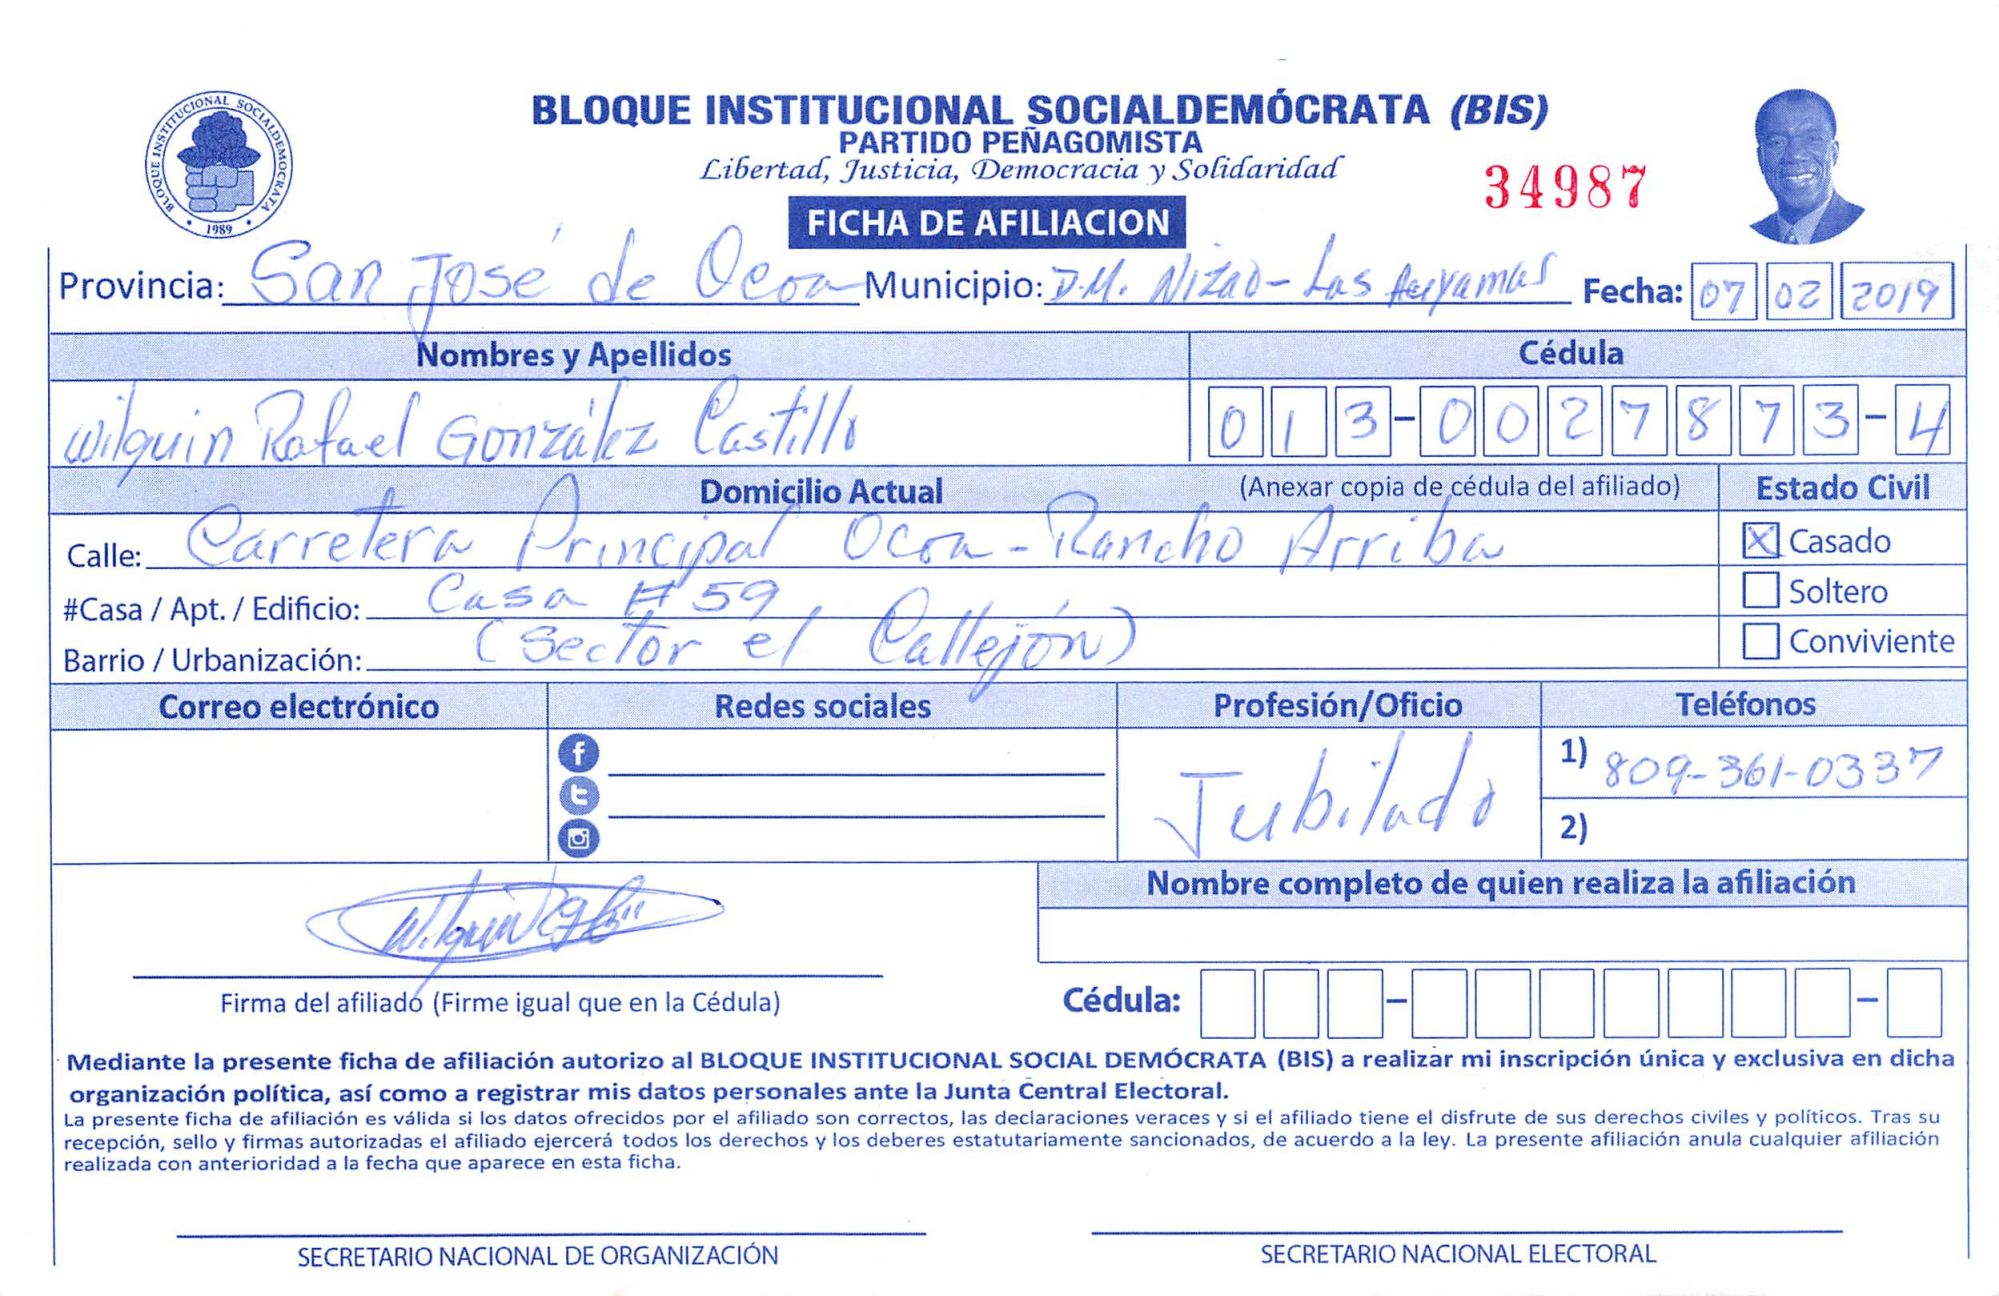 BLOQUE INSTITUCIONAL SOCIALDEMÓCRATA
1989
BLOQUE INSTITUCIONAL SOCIALDEMÓCRATA (BIS)
PARTIDO PEÑAGOMISTA
Libertad, Justicia, Democracia y Solidaridad
34987
FICHA DE AFILIACION
Provincia: San José de Ocoa Municipio: D.M. Nizao-Las Auyamas Fecha: 07 02 2019
Nombres y Apellidos Cédula
Wilquin Rafael González Castillo 013-0027873-4
Domicilio Actual (Anexar copia de cédula del afiliado) Estado Civil
Calle: Carretera Principal Ocoa-Rancho Arriba X Casado
#Casa / Apt. / Edificio: Casa #59 Soltero
Barrio / Urbanización: (Sector el Callejón) Conviviente
Correo electrónico Redes sociales Profesión/Oficio Teléfonos
Jubilado 1) 809-361-0337
2)
Nombre completo de quien realiza la afiliación
Firma del afiliado (Firme igual que en la Cédula) Cédula:
Mediante la presente ficha de afiliación autorizo al BLOQUE INSTITUCIONAL SOCIAL DEMÓCRATA (BIS) a realizar mi inscripción única y exclusiva en dicha
organización política, así como a registrar mis datos personales ante la Junta Central Electoral.
La presente ficha de afiliación es válida si los datos ofrecidos por el afiliado son correctos, las declaraciones veraces y si el afiliado tiene el disfrute de sus derechos civiles y políticos. Tras su
recepción, sello y firmas autorizadas el afiliado ejercerá todos los derechos y los deberes estatutariamente sancionados, de acuerdo a la ley. La presente afiliación anula cualquier afiliación
realizada con anterioridad a la fecha que aparece en esta ficha.
SECRETARIO NACIONAL DE ORGANIZACIÓN SECRETARIO NACIONAL ELECTORAL